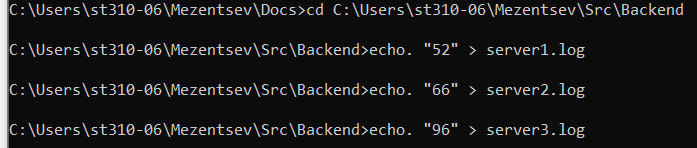 C:\Users\st310-06\Mezentsev\Docs>cd C:\Users\st310-06\Mezentsev\Src\Backend
C:\Users\st310-06\Mezentsev\Src\Backend>echo. "52" > server1.log
C:\Users\st310-06\Mezentsev\Src\Backend>echo. "66" > server2.log
C:\Users\st310-06\Mezentsev\Src\Backend>echo. "96" > server3.log